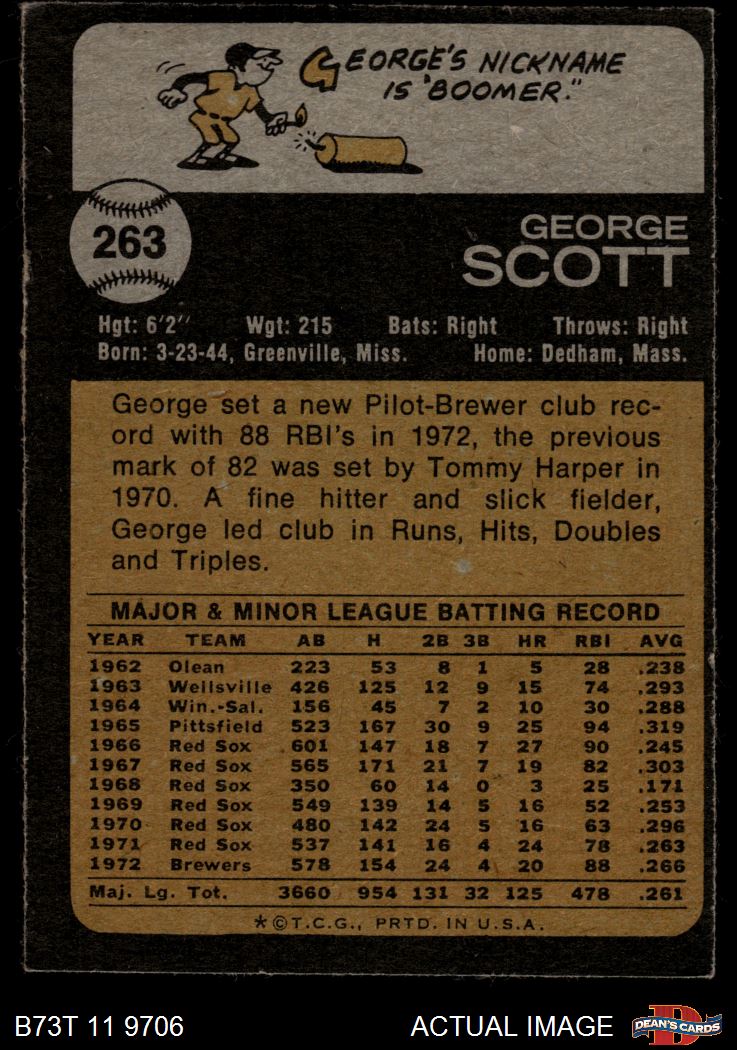 GEORGE'S NICKNAME
IS "BOOMER."
263
GEORGE
SCOTT
Hgt: 6'2" Wgt: 215 Bats: Right Throws: Right
Born: 3-23-44, Greenville, Miss. Home: Dedham, Mass.
George set a new Pilot-Brewer club rec-
ord with 88 RBI's in 1972, the previous
mark of 82 was set by Tommy Harper in
1970. A fine hitter and slick fielder,
George led club in Runs, Hits, Doubles
and Triples.
MAJOR & MINOR LEAGUE BATTING RECORD
YEAR TEAM AB H 2B 3B HR RBI AVG
1962 Olean 223 53 8 1 5 28 .238
1963 Wellsville 426 125 12 9 15 74 .293
1964 Win.-Sal. 156 45 7 2 10 30 .288
1965 Pittsfield 523 167 30 9 25 94 .319
1966 Red Sox 601 147 18 7 27 90 .245
1967 Red Sox 565 171 21 7 19 82 .303
1968 Red Sox 350 60 14 0 3 25 .171
1969 Red Sox 549 139 14 5 16 52 .253
1970 Red Sox 480 142 24 5 16 63 .296
1971 Red Sox 537 141 16 4 24 78 .263
1972 Brewers 578 154 24 4 20 88 .266
Maj. Lg. Tot. 3660 954 131 32 125 478 .261
*©T.C.G., PRTD. IN U.S.A.
B73T 11 9706 ACTUAL IMAGE
D
DEAN'S CARDS